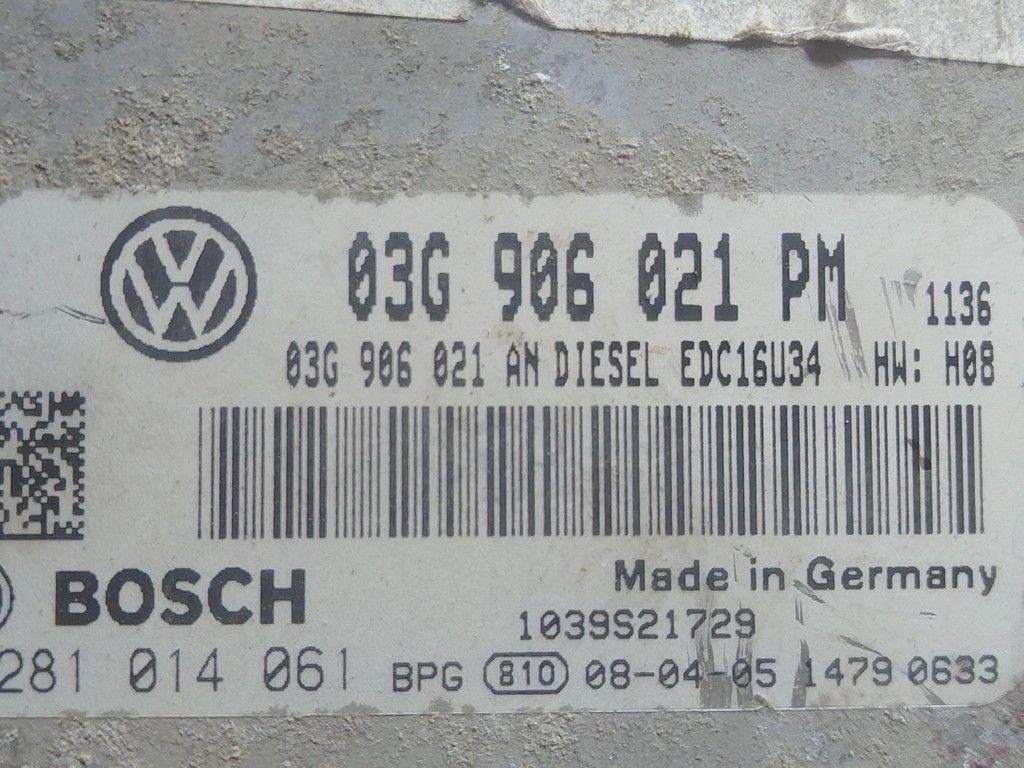 03G 906 021 PM 1136
03G 906 021 AN DIESEL EDC16U34 HW: H08
BOSCH
Made in Germany
1039S21729
281 014 061 BPG 810 08-04-05 1479 0633